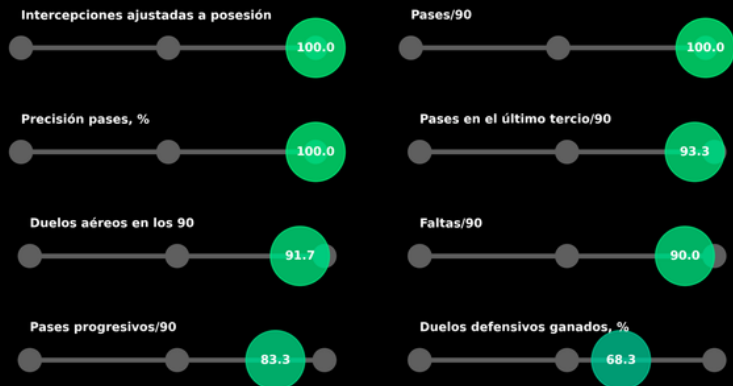 Intercepciones ajustadas a posesión
100.0
Pases/90
100.0
Precisión pases, %
100.0
Pases en el último tercio/90
93.3
Duelos aéreos en los 90
91.7
Faltas/90
90.0
Pases progresivos/90
83.3
Duelos defensivos ganados, %
68.3